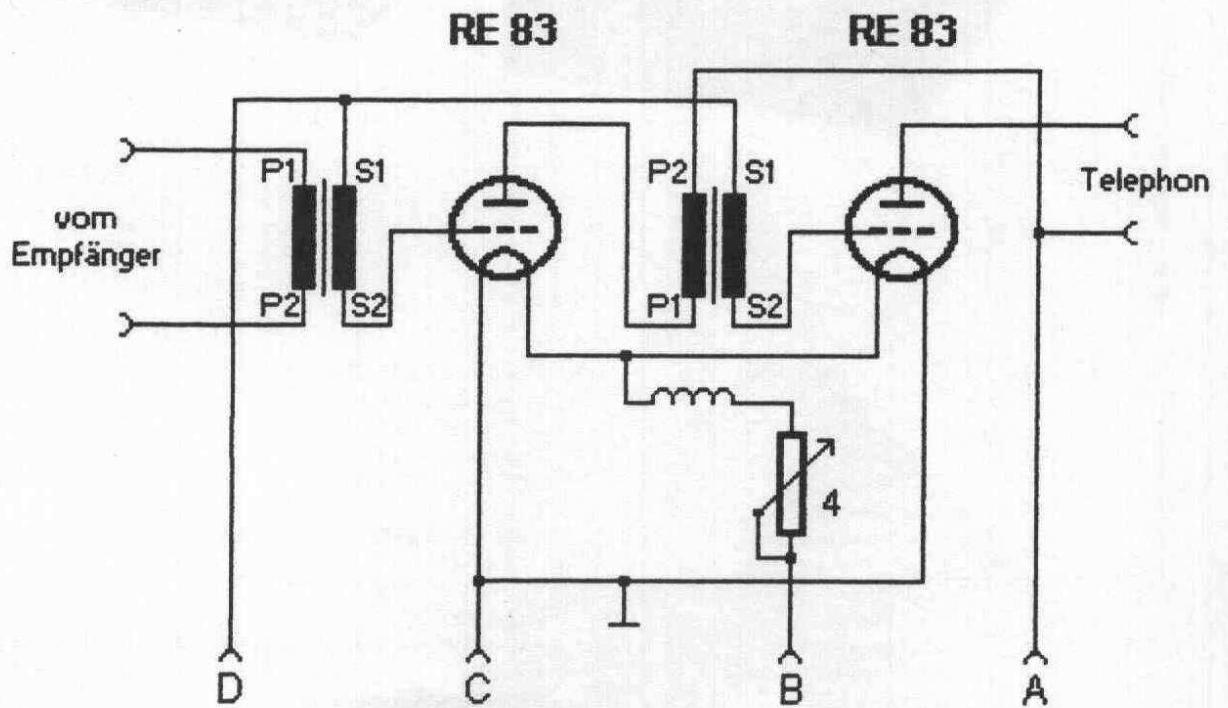 RE 83
RE 83
P1
S1
P2
S1
Telephon
vom
Empfänger
P2
S2
P1
S2
4
D
C
B
A